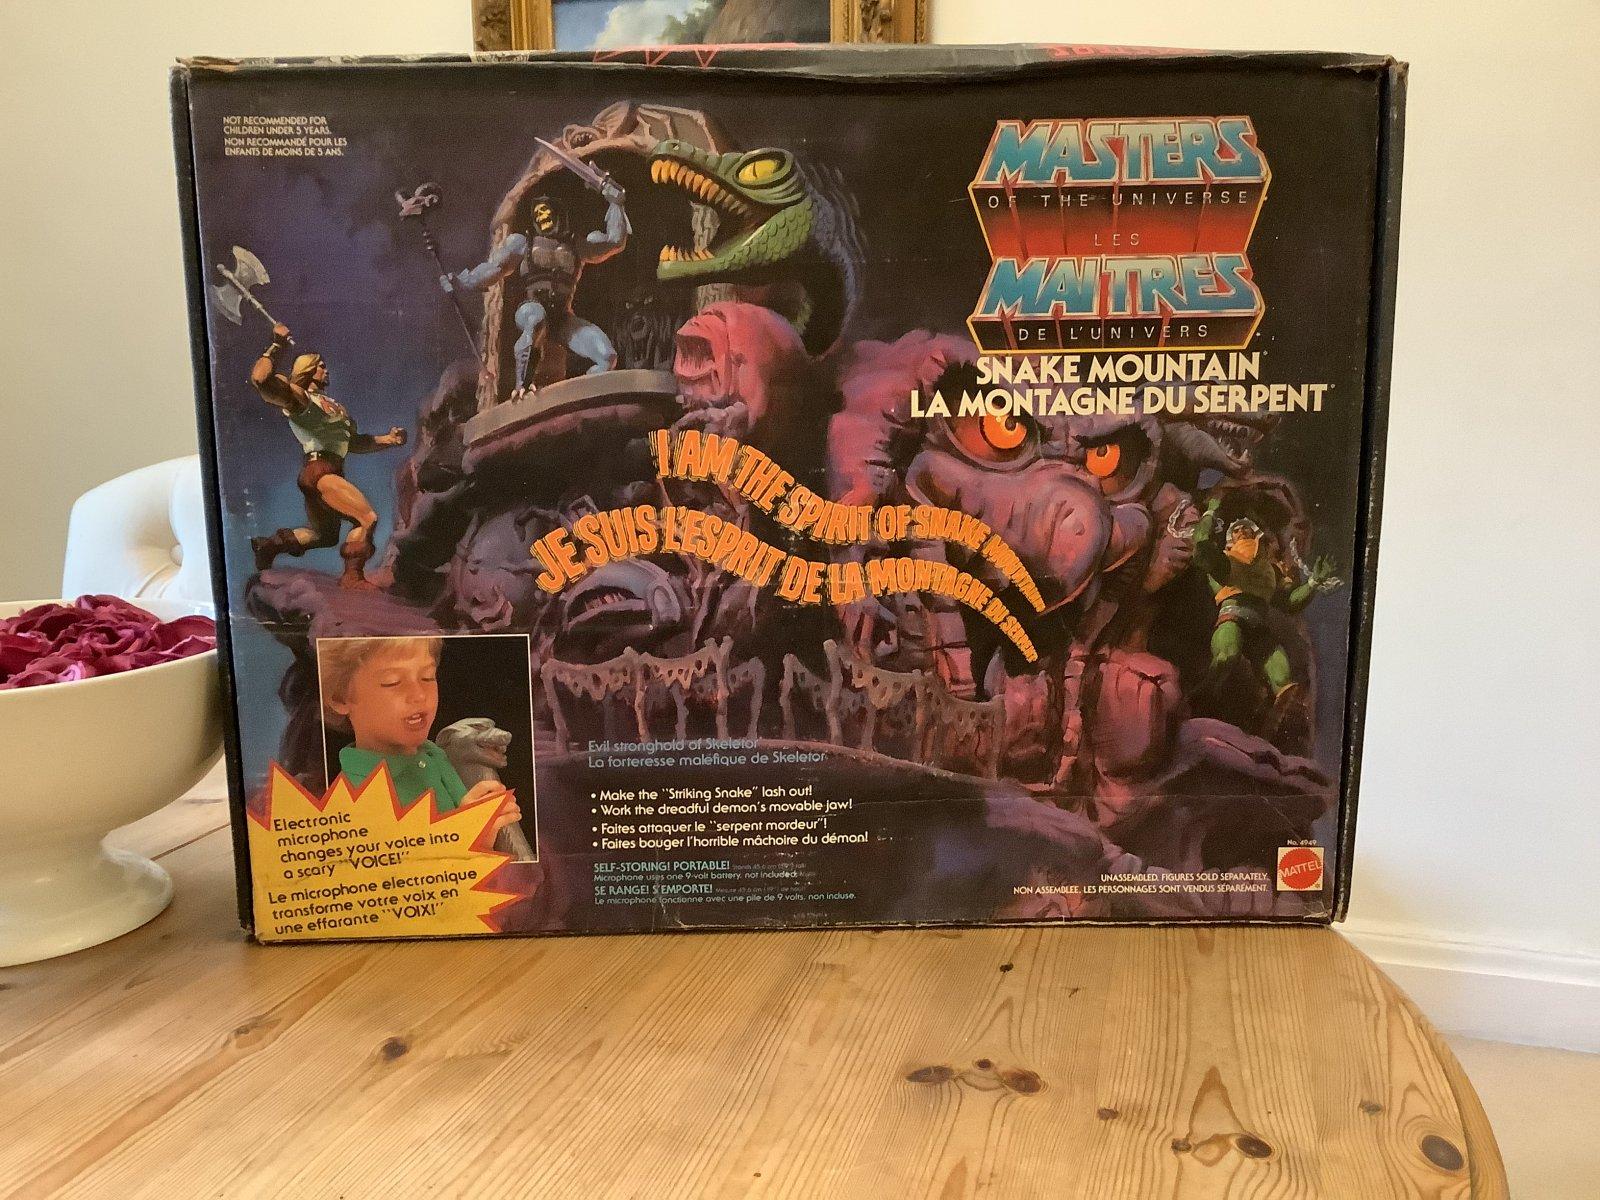 NOT RECOMMENDED FOR
CHILDREN UNDER 5 YEARS.
NON RECOMMANDÉ POUR LES
ENFANTS DE MOINS DE 5 ANS.
MASTERS
OF THE UNIVERSE
LES
MAITRES
DE L'UNIVERS
SNAKE MOUNTAIN
LA MONTAGNE DU SERPENT
I AM THE SPIRIT OF SNAKE MOUNTAIN
JE SUIS L'ESPRIT DE LA MONTAGNE DU SERPENT
Evil stronghold of Skeletor
La forteresse maléfique de Skeletor
• Make the "Striking Snake" lash out!
• Work the dreadful demon's movable jaw!
• Faites attaquer le "serpent mordeur"!
• Faites bouger l'horrible mâchoire du démon!
SELF-STORING! PORTABLE!
Microphone uses one 9-volt battery, not included.
SE RANGE! S'EMPORTE!
Le microphone fonctionne avec une pile de 9 volts, non incluse.
Electronic
microphone
changes your voice into
a scary "VOICE!"
Le microphone electronique
transforme votre voix en
une effarante "VOIX!"
No. 4949
MATTEL
UNASSEMBLED. FIGURES SOLD SEPARATELY.
NON ASSEMBLÉE. LES PERSONNAGES SONT VENDUS SÉPARÉMENT.